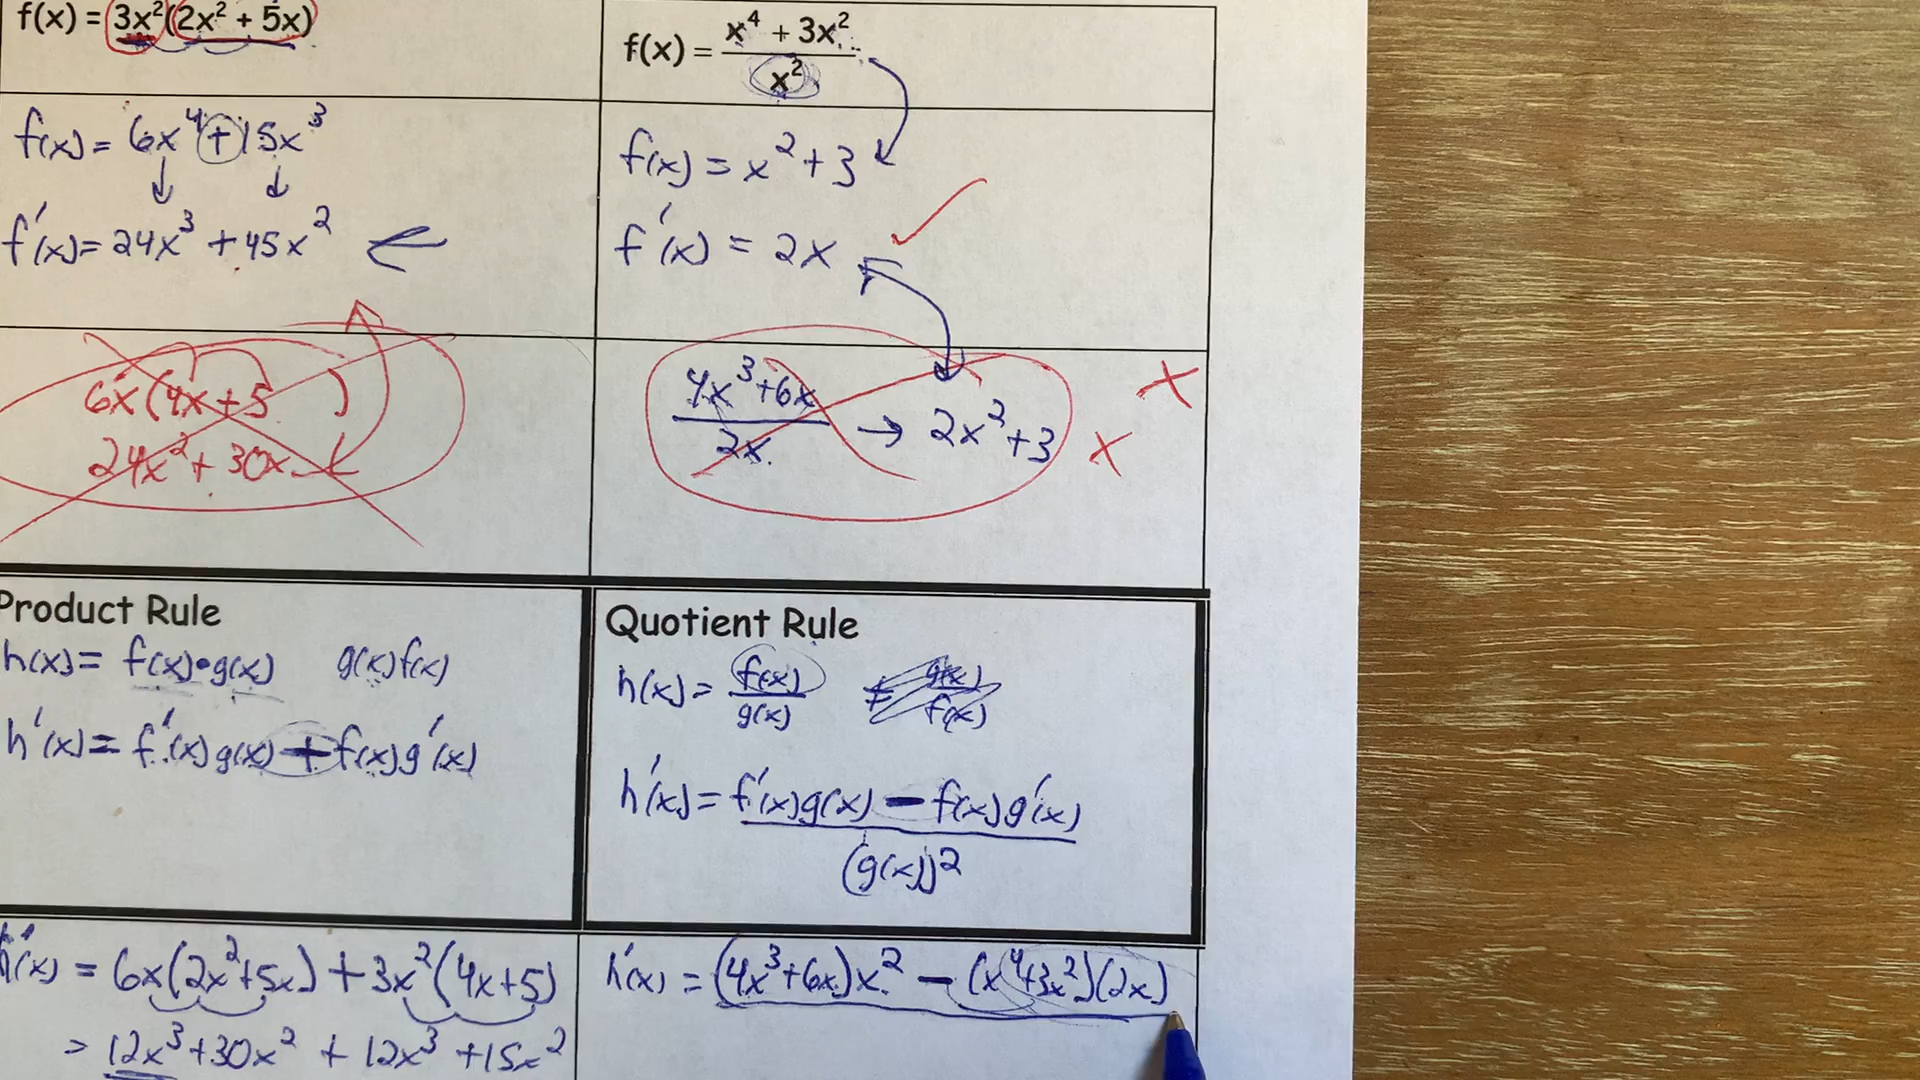 f(x) = 3x²(2x² + 5x)
f(x) = 6x⁴ + 15x³
f'(x) = 24x³ + 45x²
6x(4x+5)
24x² + 30x
f(x) = (x⁴ + 3x²)/x²
f(x) = x² + 3
f'(x) = 2x
(4x³+6x)/2x → 2x²+3
x
x
Product Rule
h(x) = f(x)•g(x) g(x)f(x)
h'(x) = f'(x)g(x) + f(x)g'(x)
Quotient Rule
h(x) = f(x)/g(x) ≠ g(x)/f(x)
h'(x) = (f'(x)g(x) − f(x)g'(x))/(g(x))²
h'(x) = 6x(2x²+5x) + 3x²(4x+5)
= 12x³+30x² + 12x³ +15x²
h'(x) = (4x³+6x)x² − (x⁴+3x²)(2x)